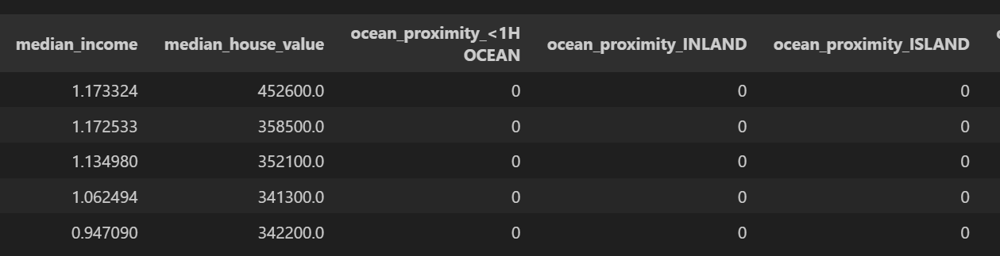 median_income median_house_value ocean_proximity_<1H OCEAN ocean_proximity_INLAND ocean_proximity_ISLAND
1.173324 452600.0 0 0 0
1.172533 358500.0 0 0 0
1.134980 352100.0 0 0 0
1.062494 341300.0 0 0 0
0.947090 342200.0 0 0 0